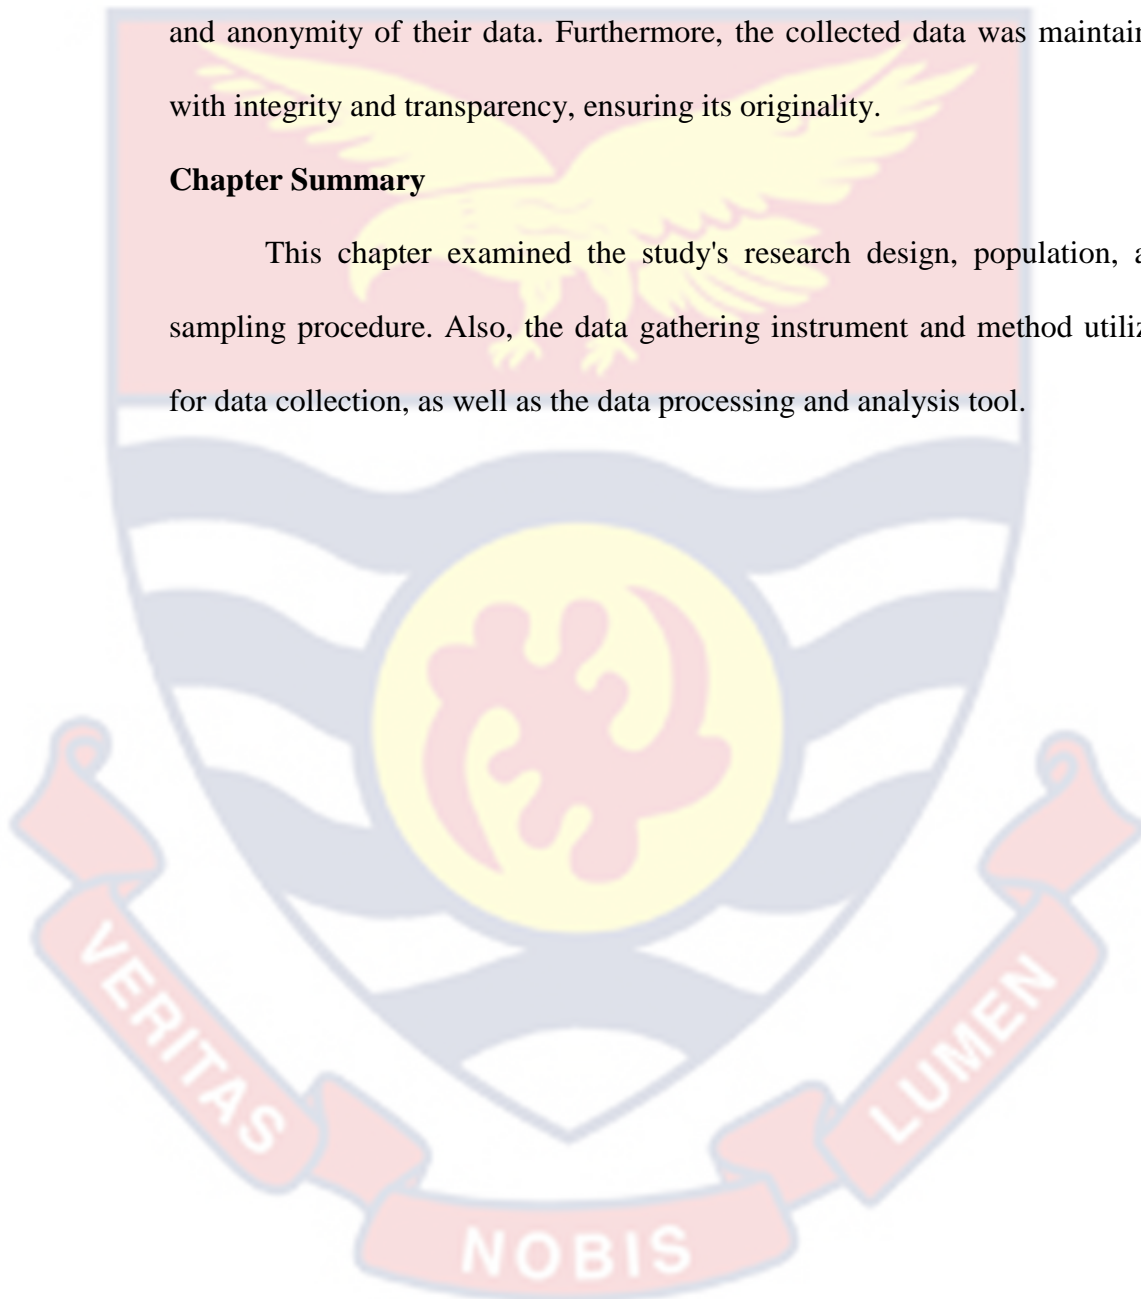 and anonymity of their data. Furthermore, the collected data was maintain
with integrity and transparency, ensuring its originality.
Chapter Summary
This chapter examined the study's research design, population, a
sampling procedure. Also, the data gathering instrument and method utiliz
for data collection, as well as the data processing and analysis tool.
VERITAS
NOBIS
LUMEN